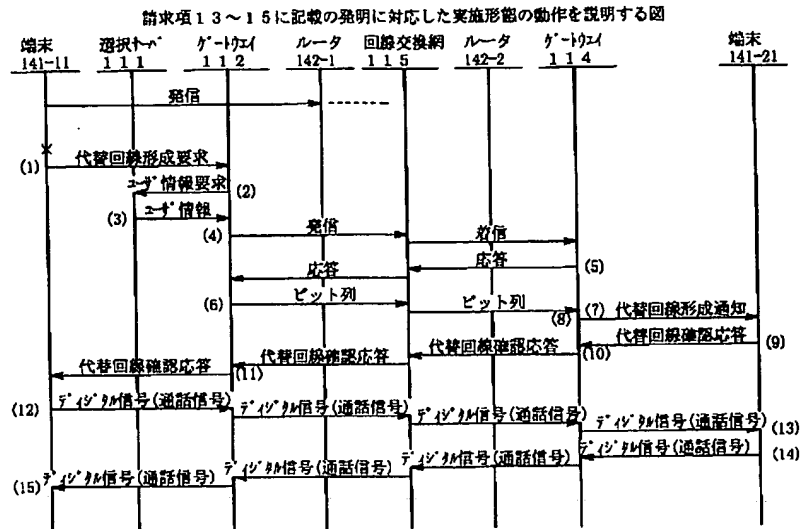 請求項13～15に記載の発明に対応した実施形態の動作を説明する図
端末 選択ｻｰﾊﾞ ｹﾞｰﾄｳｴｲ ルータ 回線交換網 ルータ ｹﾞｰﾄｳｴｲ 端末
141-11 111 112 142-1 115 142-2 114 141-21
発信
(1) 代替回線形成要求
ﾕｰｻﾞ情報要求 (2)
(3) ﾕｰｻﾞ情報
(4) 発信
着信
応答 応答 (5)
(6) ビット列 ビット列 (7) 代替回線形成通知
(8)
代替回線確認応答 (9)
代替回線確認応答 代替回線確認応答 代替回線確認応答 (10)
(11)
(12) ﾃﾞｨｼﾞﾀﾙ信号(通話信号) ﾃﾞｨｼﾞﾀﾙ信号(通話信号) ﾃﾞｨｼﾞﾀﾙ信号(通話信号) ﾃﾞｨｼﾞﾀﾙ信号(通話信号) (13)
(15) ﾃﾞｨｼﾞﾀﾙ信号(通話信号) ﾃﾞｨｼﾞﾀﾙ信号(通話信号) ﾃﾞｨｼﾞﾀﾙ信号(通話信号) ﾃﾞｨｼﾞﾀﾙ信号(通話信号) (14)